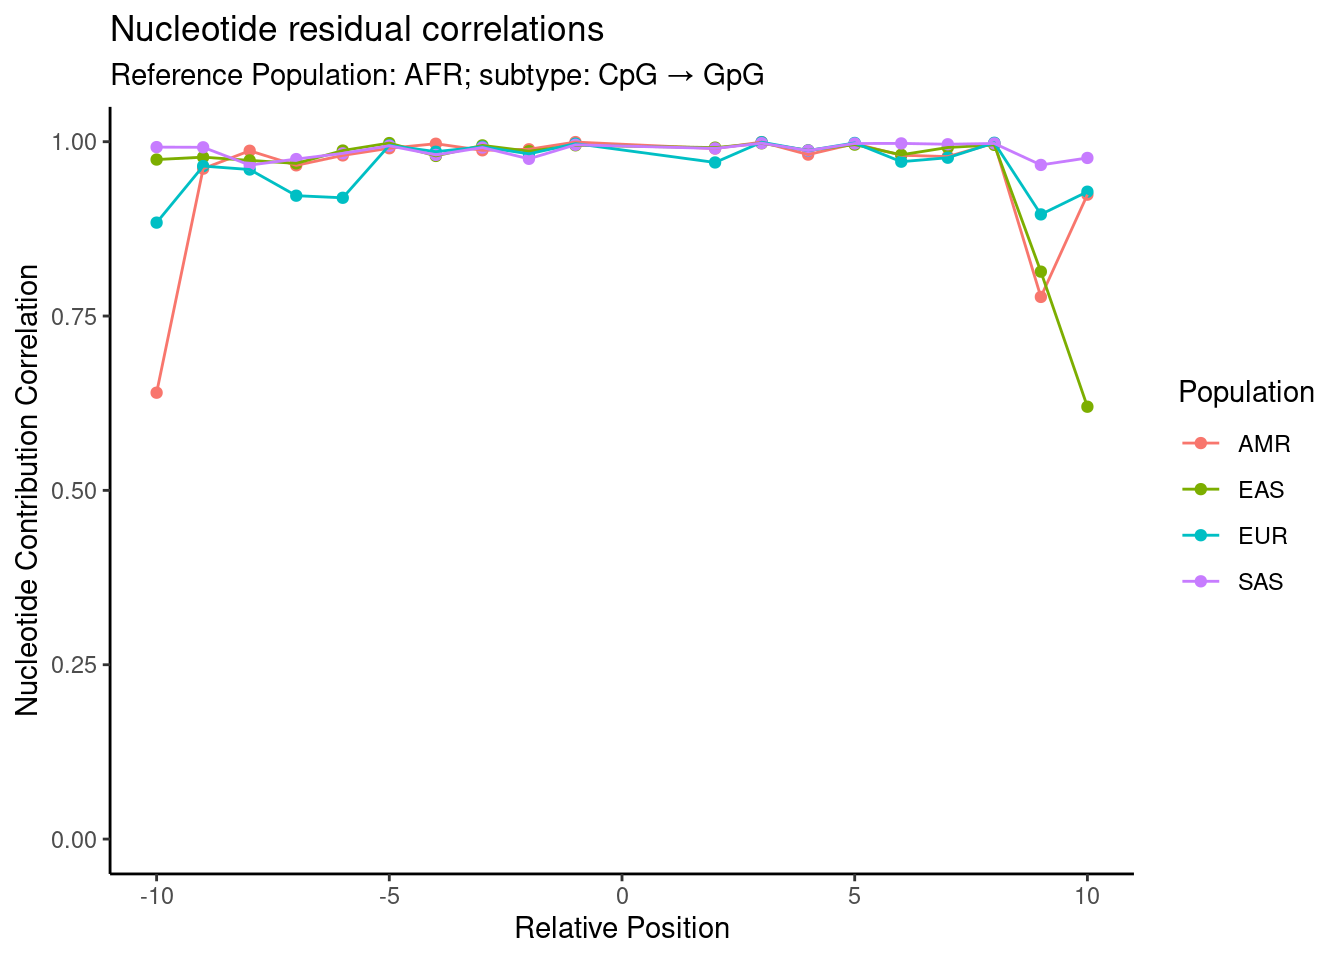 Nucleotide residual correlations
Reference Population: AFR; subtype: CpG → GpG
Nucleotide Contribution Correlation
1.00
0.75
0.50
0.25
0.00
-10 -5 0 5 10
Relative Position
Population
AMR
EAS
EUR
SAS